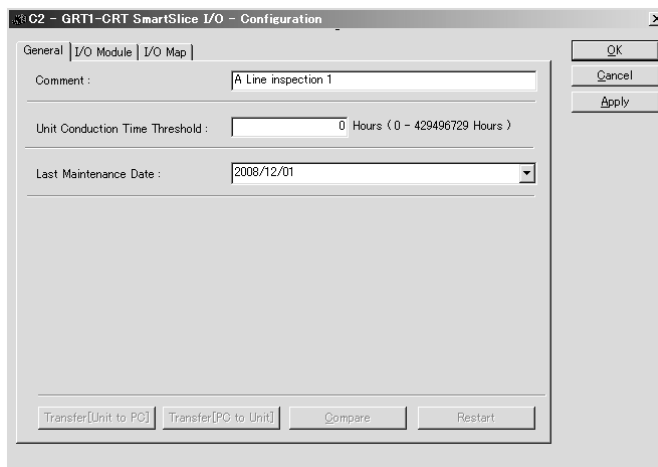 C2 - GRT1-CRT SmartSlice I/O - Configuration
General I/O Module I/O Map
OK
Cancel
Apply
Comment :
A Line inspection 1
Unit Conduction Time Threshold :
0 Hours ( 0 - 429496729 Hours )
Last Maintenance Date :
2008/12/01
Transfer[Unit to PC] Transfer[PC to Unit] Compare Restart